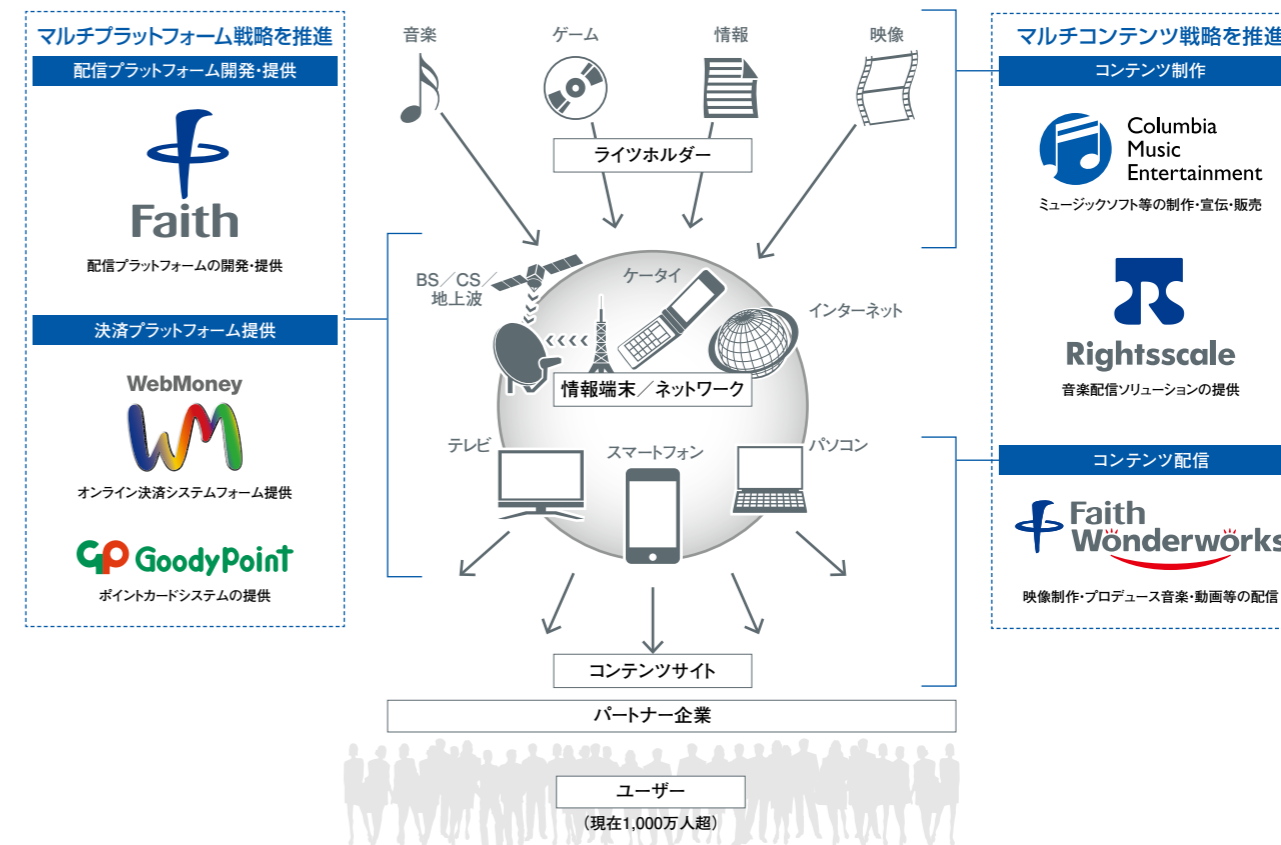 マルチプラットフォーム戦略を推進
配信プラットフォーム開発・提供
Faith
配信プラットフォームの開発・提供
決済プラットフォーム提供
WebMoney
WM
オンライン決済システムフォーム提供
GP GoodyPoint
ポイントカードシステムの提供
音楽
ゲーム
情報
映像
ライツホルダー
BS／CS／
地上波
ケータイ
インターネット
情報端末／ネットワーク
テレビ
スマートフォン
パソコン
コンテンツサイト
パートナー企業
ユーザー
（現在1,000万人超）
マルチコンテンツ戦略を推進
コンテンツ制作
Columbia
Music
Entertainment
ミュージックソフト等の制作・宣伝・販売
Rightsscale
音楽配信ソリューションの提供
コンテンツ配信
Faith
Wonderworks
映像制作・プロデュース音楽・動画等の配信